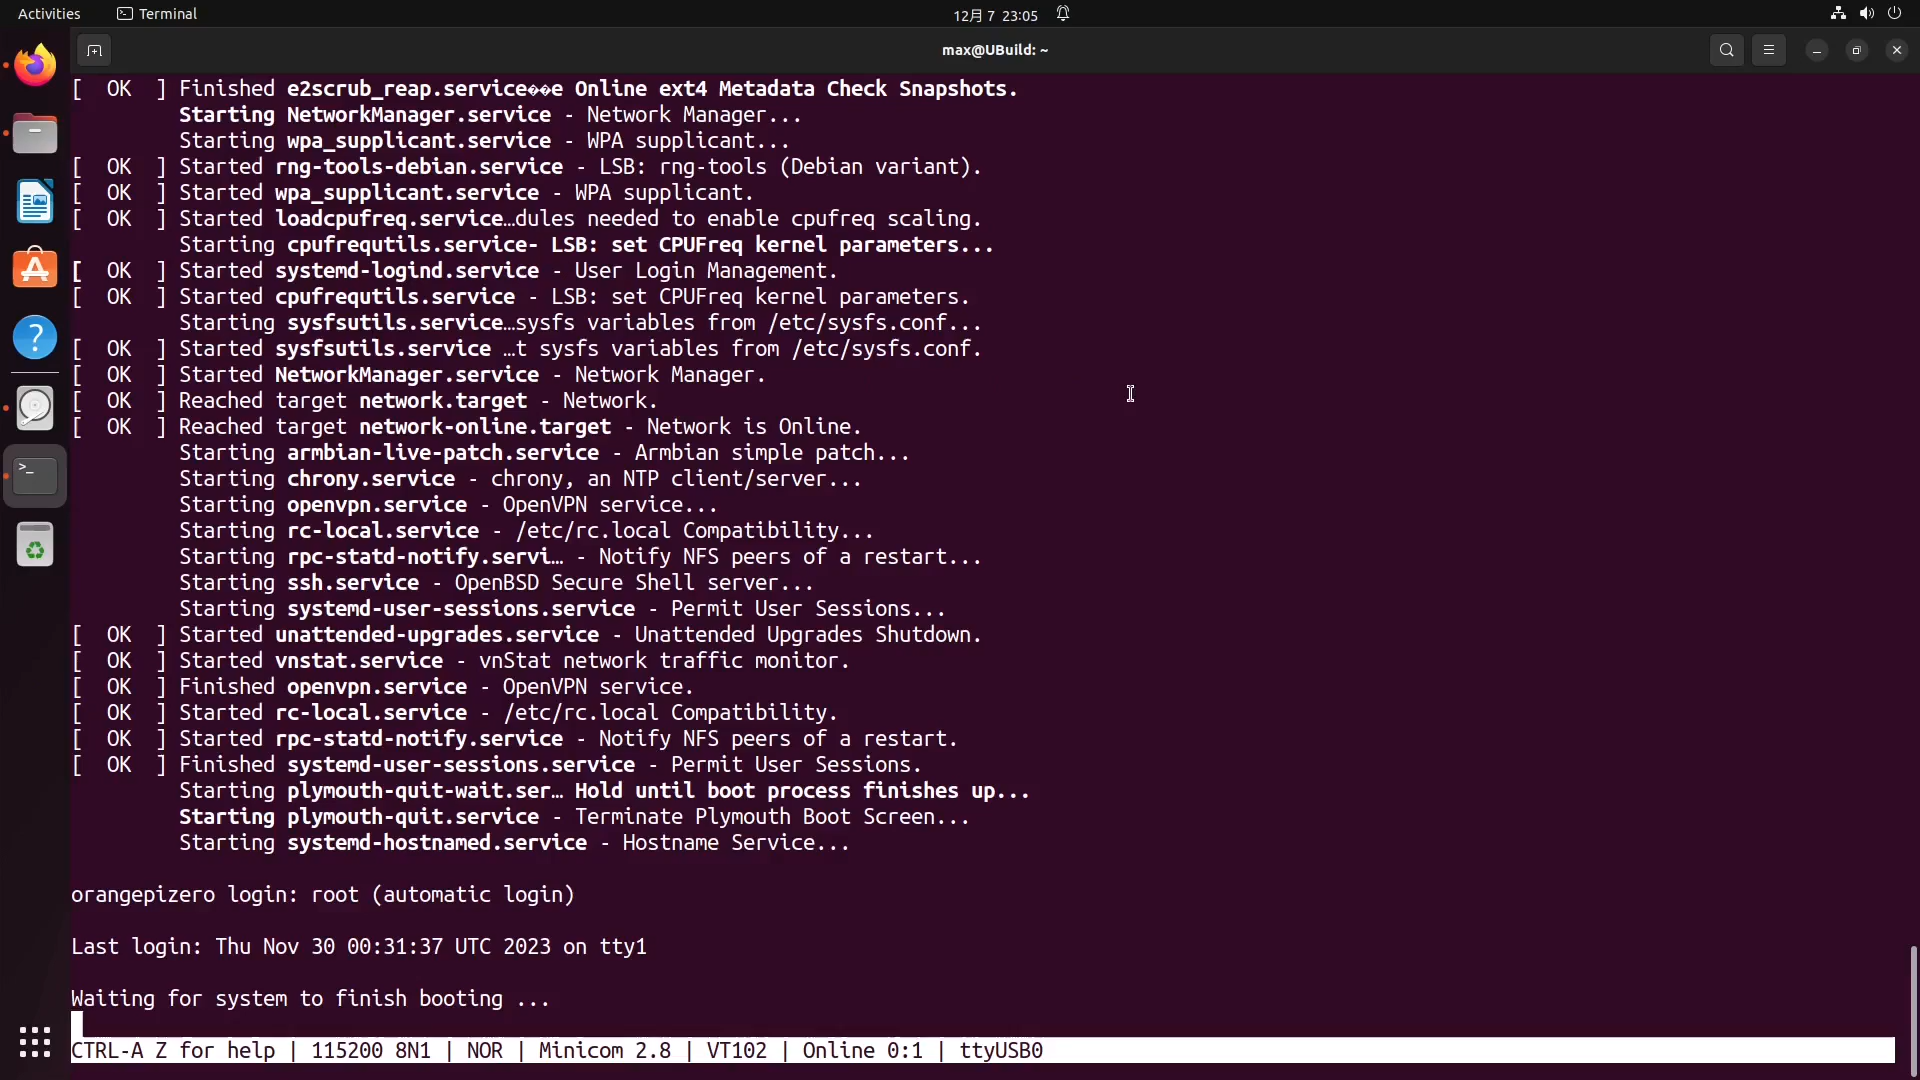 Activities
Terminal
12月 7 23:05
max@UBuild: ~
[  OK  ] Finished e2scrub_reap.service��e Online ext4 Metadata Check Snapshots.
Starting NetworkManager.service - Network Manager...
Starting wpa_supplicant.service - WPA supplicant...
[  OK  ] Started rng-tools-debian.service - LSB: rng-tools (Debian variant).
[  OK  ] Started wpa_supplicant.service - WPA supplicant.
[  OK  ] Started loadcpufreq.service…dules needed to enable cpufreq scaling.
Starting cpufrequtils.service- LSB: set CPUFreq kernel parameters...
[  OK  ] Started systemd-logind.service - User Login Management.
[  OK  ] Started cpufrequtils.service - LSB: set CPUFreq kernel parameters.
Starting sysfsutils.service…sysfs variables from /etc/sysfs.conf...
[  OK  ] Started sysfsutils.service …t sysfs variables from /etc/sysfs.conf.
[  OK  ] Started NetworkManager.service - Network Manager.
[  OK  ] Reached target network.target - Network.
[  OK  ] Reached target network-online.target - Network is Online.
Starting armbian-live-patch.service - Armbian simple patch...
Starting chrony.service - chrony, an NTP client/server...
Starting openvpn.service - OpenVPN service...
Starting rc-local.service - /etc/rc.local Compatibility...
Starting rpc-statd-notify.servi… - Notify NFS peers of a restart...
Starting ssh.service - OpenBSD Secure Shell server...
Starting systemd-user-sessions.service - Permit User Sessions...
[  OK  ] Started unattended-upgrades.service - Unattended Upgrades Shutdown.
[  OK  ] Started vnstat.service - vnStat network traffic monitor.
[  OK  ] Finished openvpn.service - OpenVPN service.
[  OK  ] Started rc-local.service - /etc/rc.local Compatibility.
[  OK  ] Started rpc-statd-notify.service - Notify NFS peers of a restart.
[  OK  ] Finished systemd-user-sessions.service - Permit User Sessions.
Starting plymouth-quit-wait.ser… Hold until boot process finishes up...
Starting plymouth-quit.service - Terminate Plymouth Boot Screen...
Starting systemd-hostnamed.service - Hostname Service...
orangepizero login: root (automatic login)
Last login: Thu Nov 30 00:31:37 UTC 2023 on tty1
Waiting for system to finish booting ...
CTRL-A Z for help | 115200 8N1 | NOR | Minicom 2.8 | VT102 | Online 0:1 | ttyUSB0